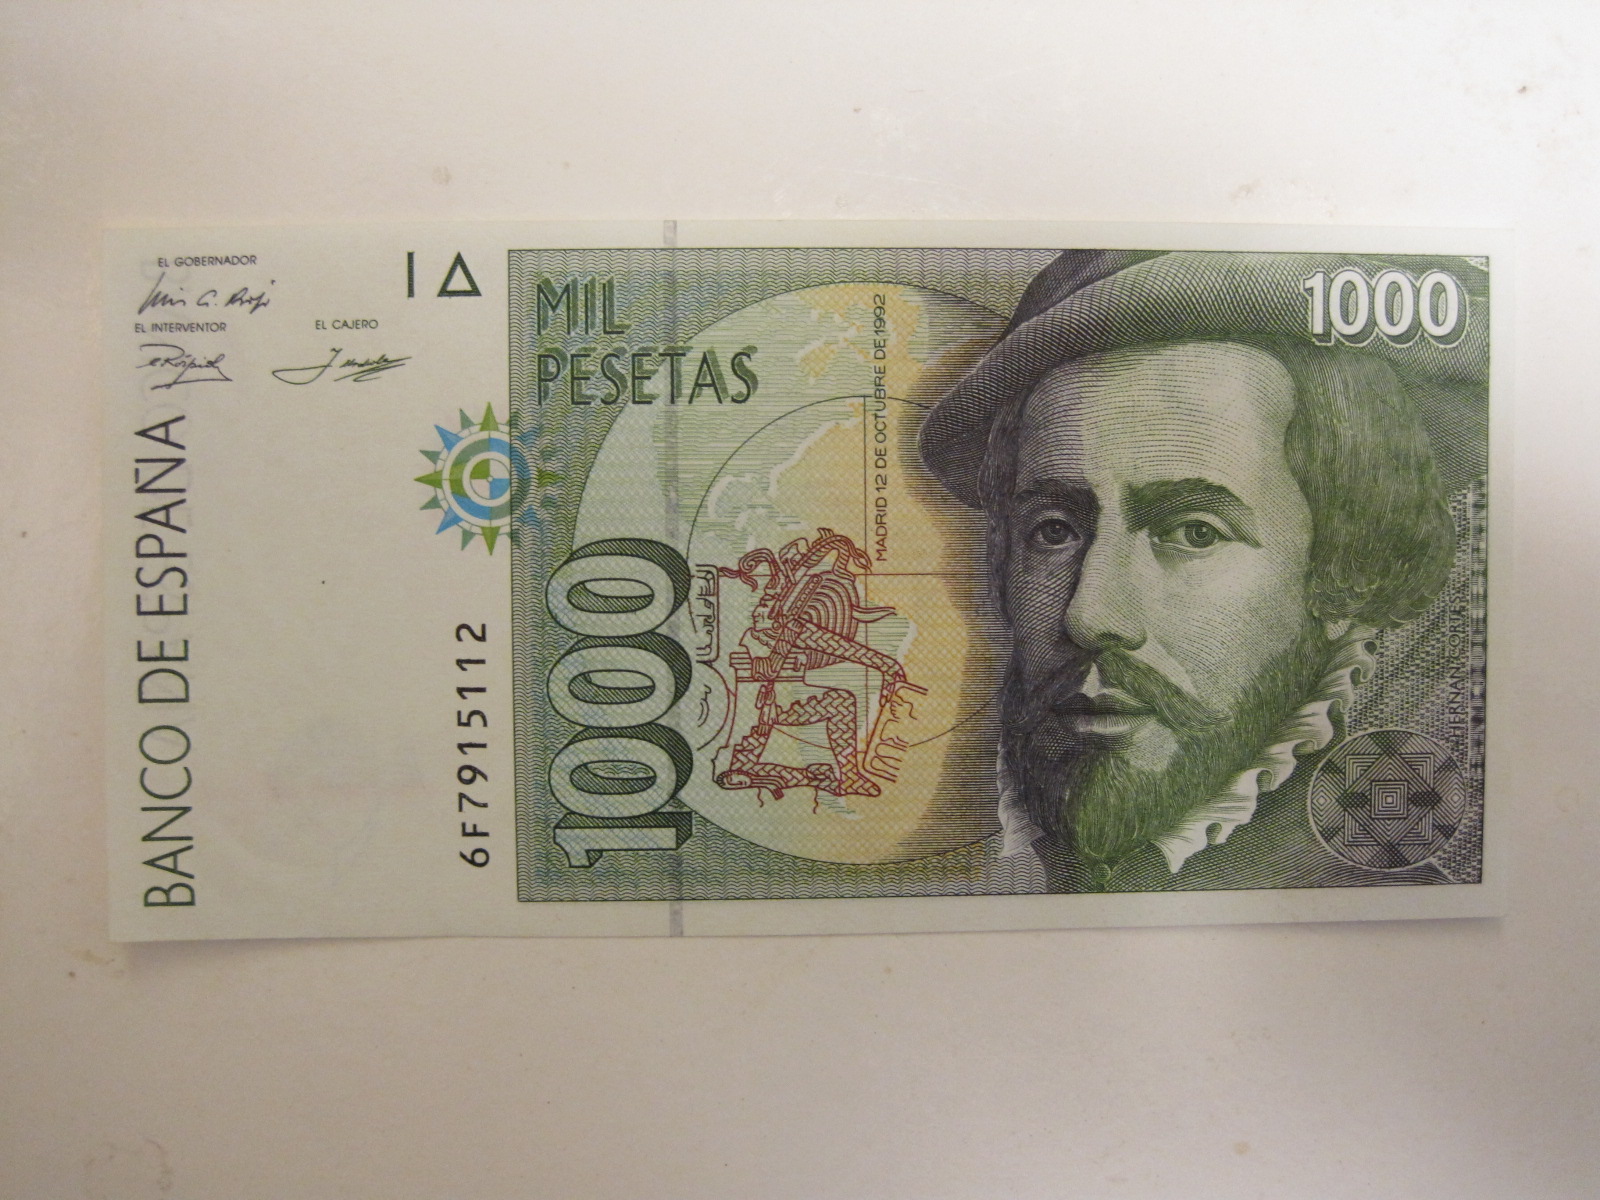 EL GOBERNADOR
EL INTERVENTOR
EL CAJERO
BANCO DE ESPAÑA
6F7915112
MIL
PESETAS
1000
MADRID 12 DE OCTUBRE DE 1992
1000
HERNAN CORTES